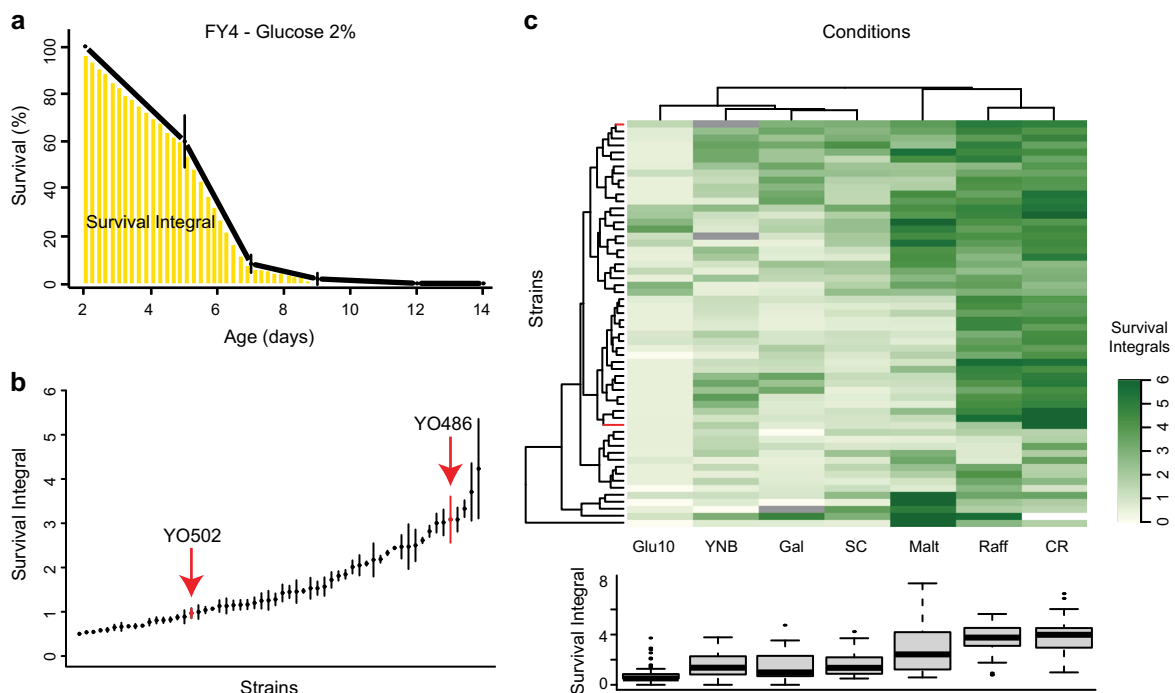 a
FY4 - Glucose 2%
Survival (%)
100
80
60
40
20
0
Survival Integral
2 4 6 8 10 12 14
Age (days)
b
Survival Integral
6
5
4
3
2
1
0
YO502
YO486
Strains
c
Conditions
Strains
Glu10 YNB Gal SC Malt Raff CR
Survival
Integrals
6
5
4
3
2
1
0
Survival Integral
8
4
0